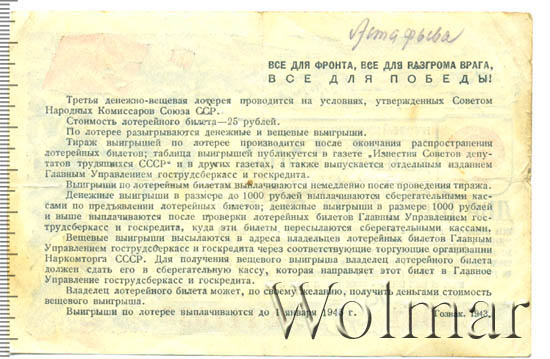 Астафьева
ВСЕ ДЛЯ ФРОНТА, ВСЕ ДЛЯ РАЗГРОМА ВРАГА,
ВСЕ ДЛЯ ПОБЕДЫ!
Третья денежно-вещевая лотерея проводится на условиях, утвержденных Советом
Народных Комиссаров Союза ССР.
Стоимость лотерейного билета—25 рублей.
По лотерее разыгрываются денежные и вещевые выигрыши.
Тираж выигрышей по лотерее производится после окончания распространения
лотерейных билетов; таблица выигрышей публикуется в газете „Известия Советов депу-
татов трудящихся СССР" и в других газетах, а также выпускается отдельным изданием
Главным Управлением гострудсберкасс и госкредита.
Выигрыши по лотерейным билетам выплачиваются немедленно после проведения тиража.
Денежные выигрыши в размере до 1000 рублей выплачиваются сберегательными кас-
сами по предъявлении лотерейных билетов; денежные выигрыши в размере 1000 рублей
и выше выплачиваются после проверки лотерейных билетов Главным Управлением гос-
трудсберкасс и госкредита, куда эти билеты пересылаются сберегательными кассами.
Вещевые выигрыши высылаются в адреса владельцев лотерейных билетов Главным
Управлением гострудсберкасс и госкредита через соответствующие торгующие организации
Наркомторга СССР. Для получения вещевого выигрыша владелец лотерейного билета
должен сдать его в сберегательную кассу, которая направляет этот билет в Главное
Управление гострудсберкасс и госкредита.
Владелец лотерейного билета может, по своему желанию, получить деньгами стоимость
вещевого выигрыша.
Выигрыши по лотерее выплачиваются до 1 января 1945 г.
Гознак. 1943.
Wolmar